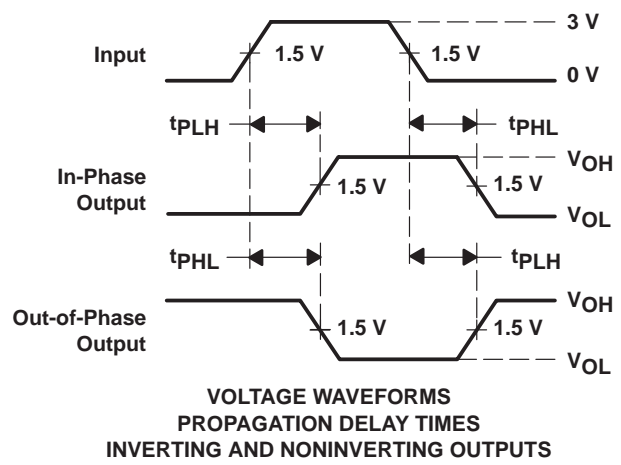 3 V
Input
1.5 V
1.5 V
0 V
tPLH
tPHL
In-Phase
Output
VOH
1.5 V
1.5 V
VOL
tPHL
tPLH
Out-of-Phase
Output
VOH
1.5 V
1.5 V
VOL
VOLTAGE WAVEFORMS
PROPAGATION DELAY TIMES
INVERTING AND NONINVERTING OUTPUTS